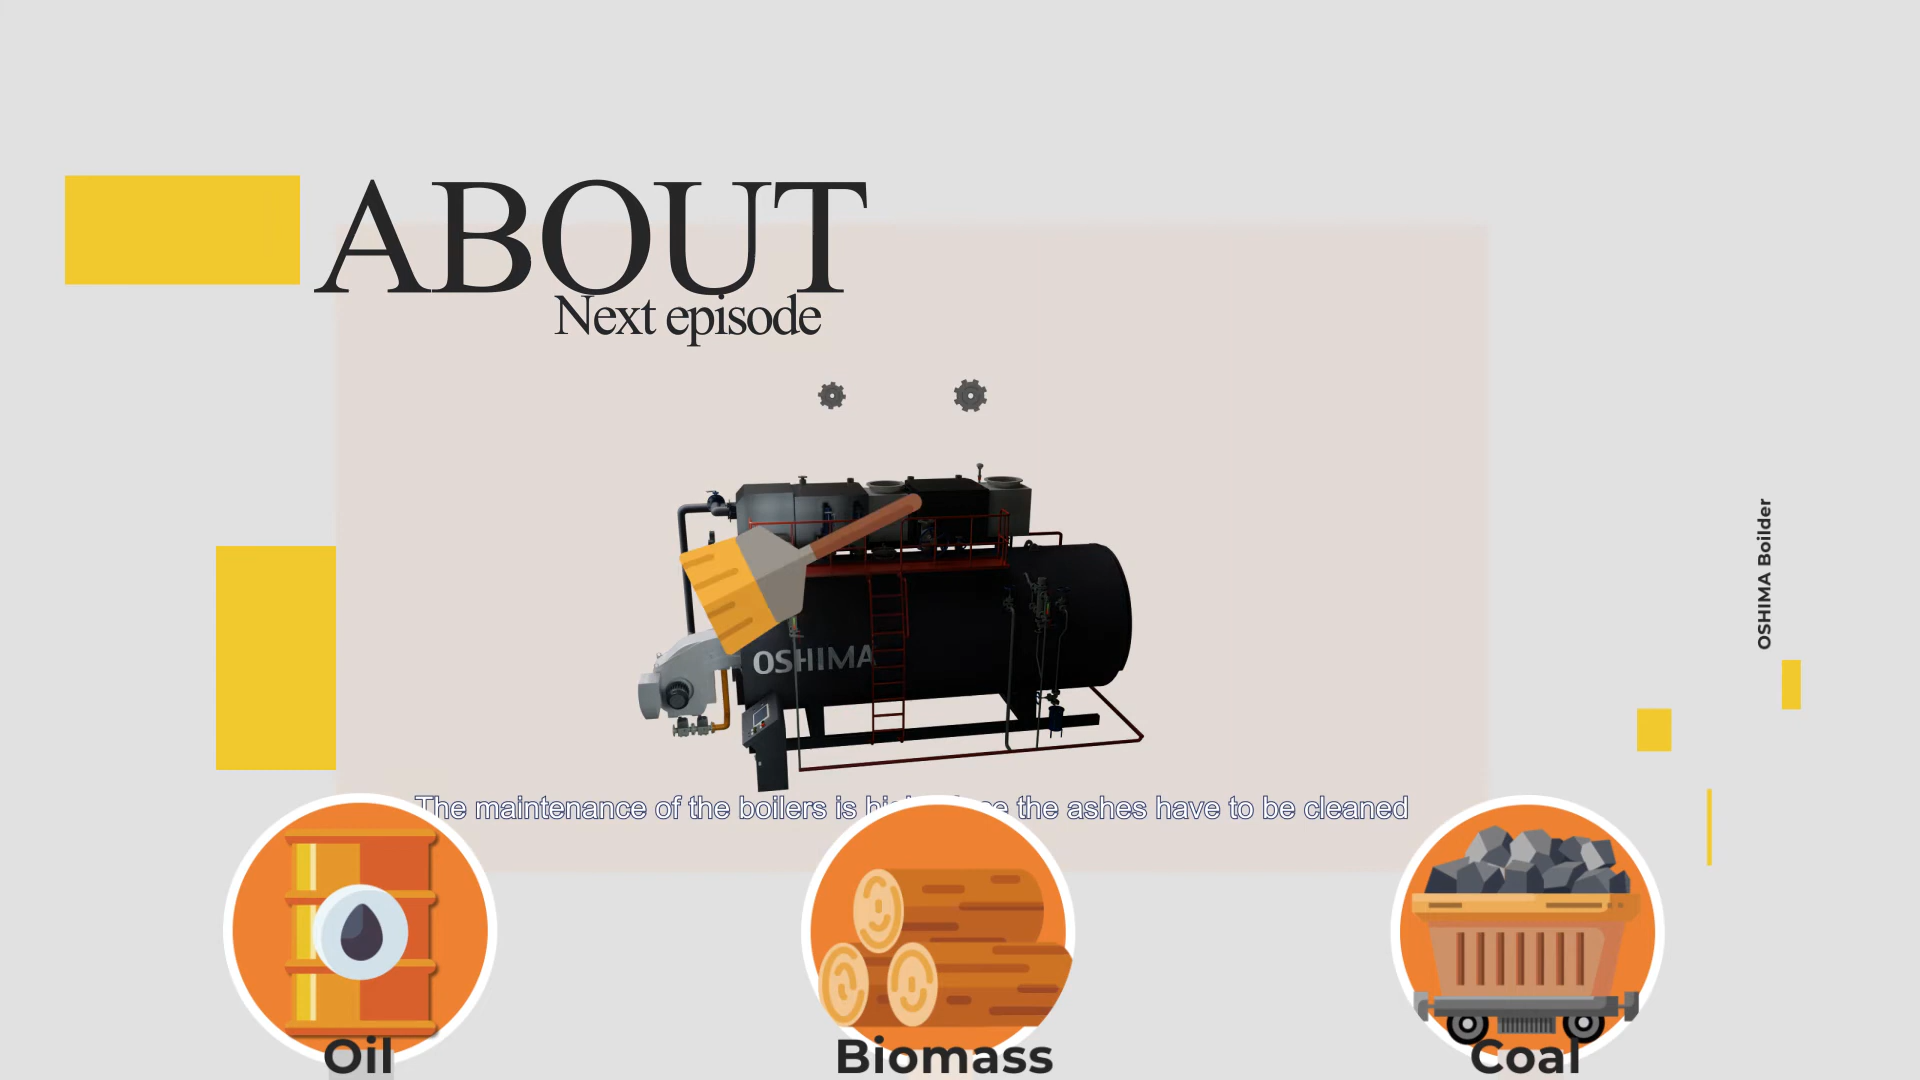 ABOUT
Next episode
OSHIMA Boilder
OSHIMA
The maintenance of the boilers is the ashes have to be cleaned
Oil
Biomass
Coal